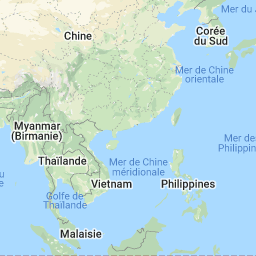 Mer du
Corée
du Sud
Chine
Mer de Chine
orientale
Myanmar
(Birmanie)
Mer
Philippin
Thaïlande
Mer de Chine
méridionale
Vietnam
Philippines
Golfe de
Thaïlande
Malaisie